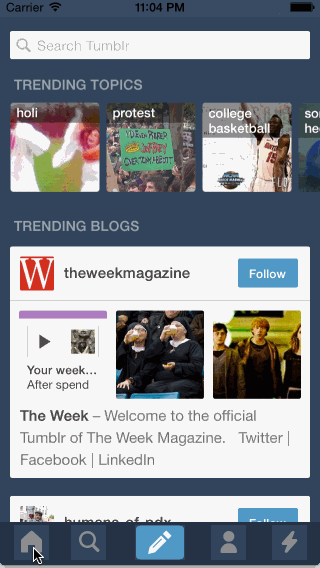 Carrier 11:04 PM
Search Tumblr
TRENDING TOPICS
holi
protest
college
basketball
TRENDING BLOGS
W
theweekmagazine
Follow
Your week...
After spend
The Week – Welcome to the official
Tumblr of The Week Magazine. Twitter |
Facebook | LinkedIn
humans-of-pdx
Follow